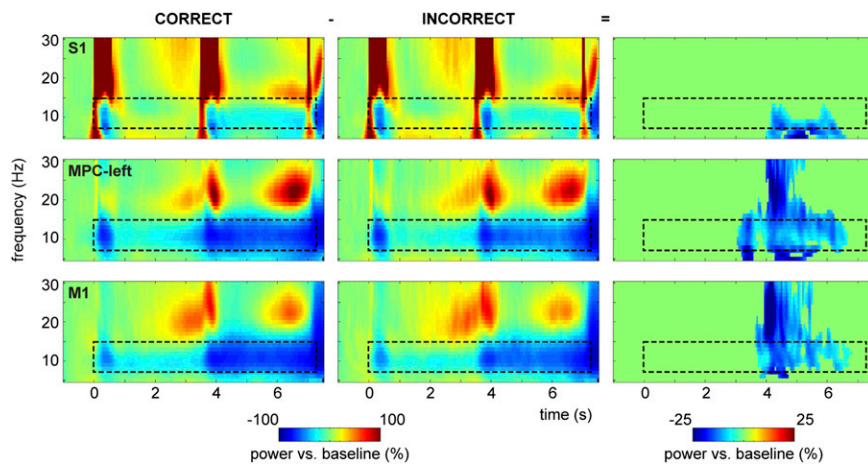 CORRECT - INCORRECT =
S1
30
20
10
MPC-left
30
20
10
frequency (Hz)
M1
30
20
10
0 2 4 6 0 2 4 6 0 2 4 6
time (s)
-100 100 -25 25
power vs. baseline (%) power vs. baseline (%)